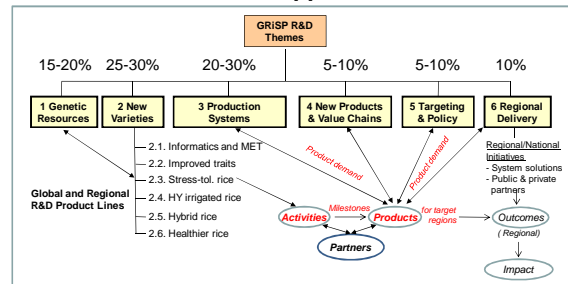 GRiSP R&D
Themes
15-20% 25-30% 20-30% 5-10% 5-10% 10%
1 Genetic
Resources
2 New
Varieties
3 Production
Systems
4 New Products
& Value Chains
5 Targeting
& Policy
6 Regional
Delivery
2.1. Informatics and MET
2.2. Improved traits
2.3. Stress-tol. rice
2.4. HY irrigated rice
2.5. Hybrid rice
2.6. Healthier rice
Global and Regional
R&D Product Lines
Product demand
Product demand
Regional/National
Initiatives
- System solutions
- Public & private
partners
Activities
Milestones
Products
for target
regions
Outcomes
( Regional)
Partners
Impact